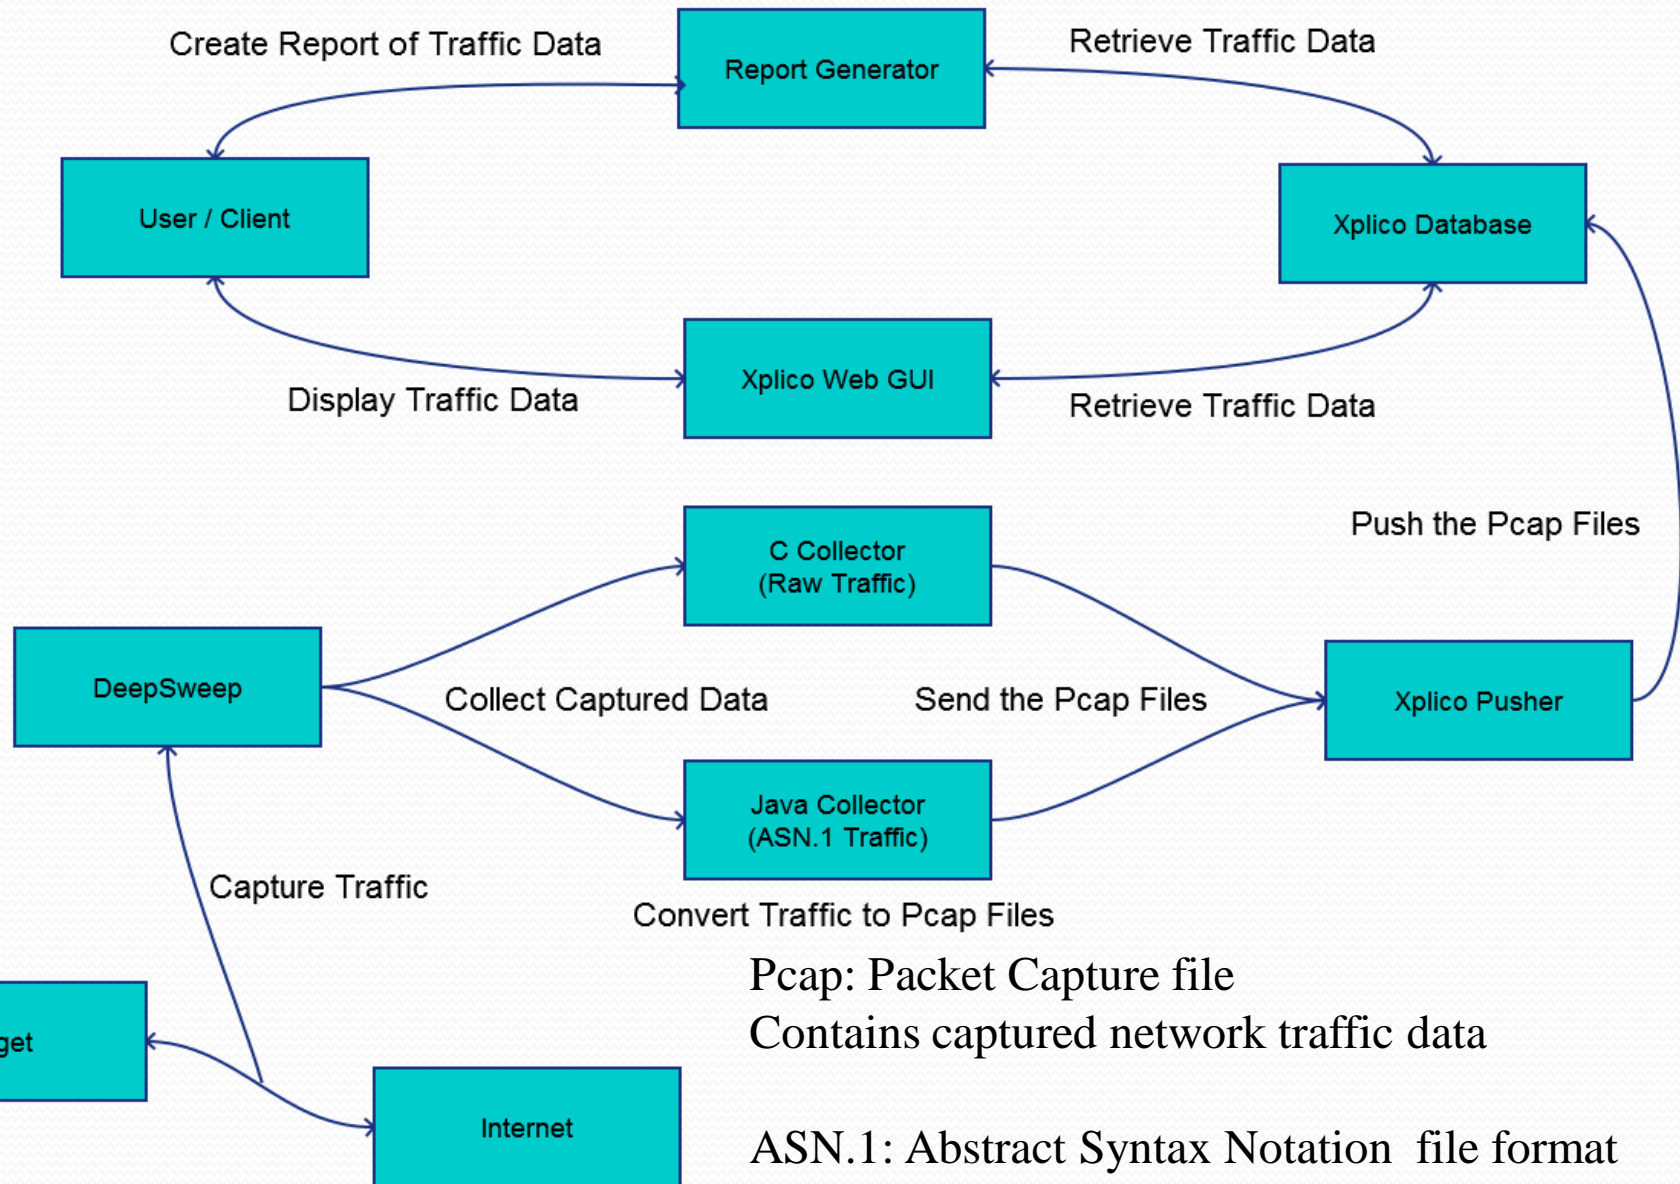 Create Report of Traffic Data
Report Generator
Retrieve Traffic Data
User / Client
Xplico Database
Display Traffic Data
Xplico Web GUI
Retrieve Traffic Data
C Collector
(Raw Traffic)
Push the Pcap Files
DeepSweep
Collect Captured Data
Send the Pcap Files
Xplico Pusher
Java Collector
(ASN.1 Traffic)
Capture Traffic
Convert Traffic to Pcap Files
Pcap: Packet Capture file
Contains captured network traffic data
Internet
ASN.1: Abstract Syntax Notation file format